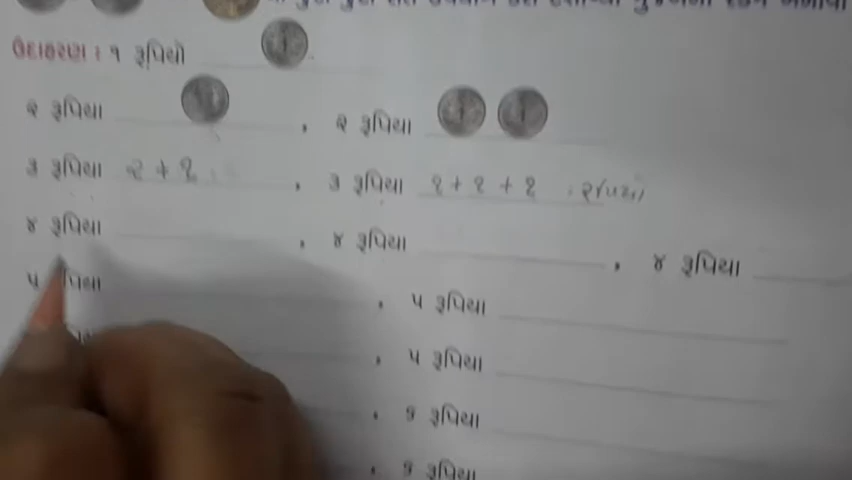 ઉદાહરણ : ૧ રૂપિયો
૨ રૂપિયા , ૨ રૂપિયા
૩ રૂપિયા ૨ + ૧ , ૩ રૂપિયા ૧ + ૧ + ૧
૪ રૂપિયા , ૪ રૂપિયા , ૪ રૂપિયા
૫ , ૫ રૂપિયા
, ૫ રૂપિયા
, ૬ રૂપિયા
, ૬ રૂપિયા